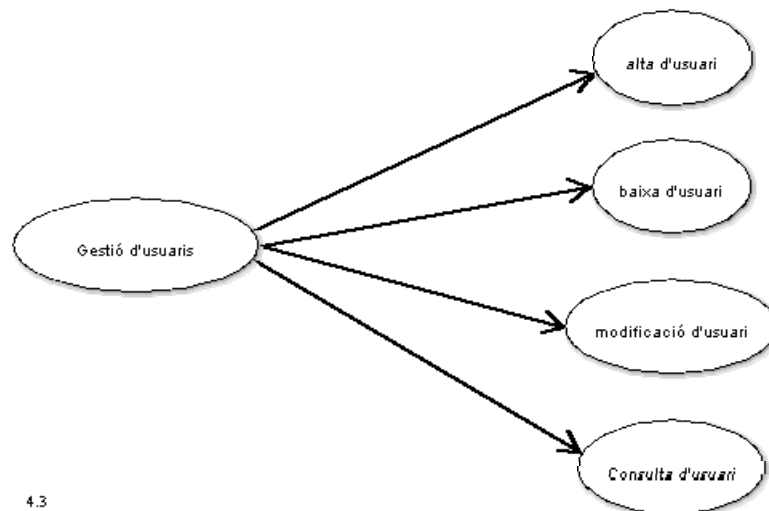 alta d'usuari
baixa d'usuari
Gestió d'usuaris
modificació d'usuari
Consulta d'usuari
4.3